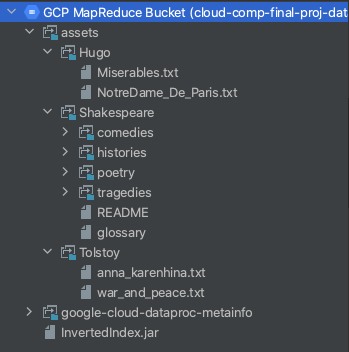 GCP MapReduce Bucket (cloud-comp-final-proj-dat
assets
Hugo
Miserables.txt
NotreDame_De_Paris.txt
Shakespeare
comedies
histories
poetry
tragedies
README
glossary
Tolstoy
anna_karenhina.txt
war_and_peace.txt
google-cloud-dataproc-metainfo
InvertedIndex.jar